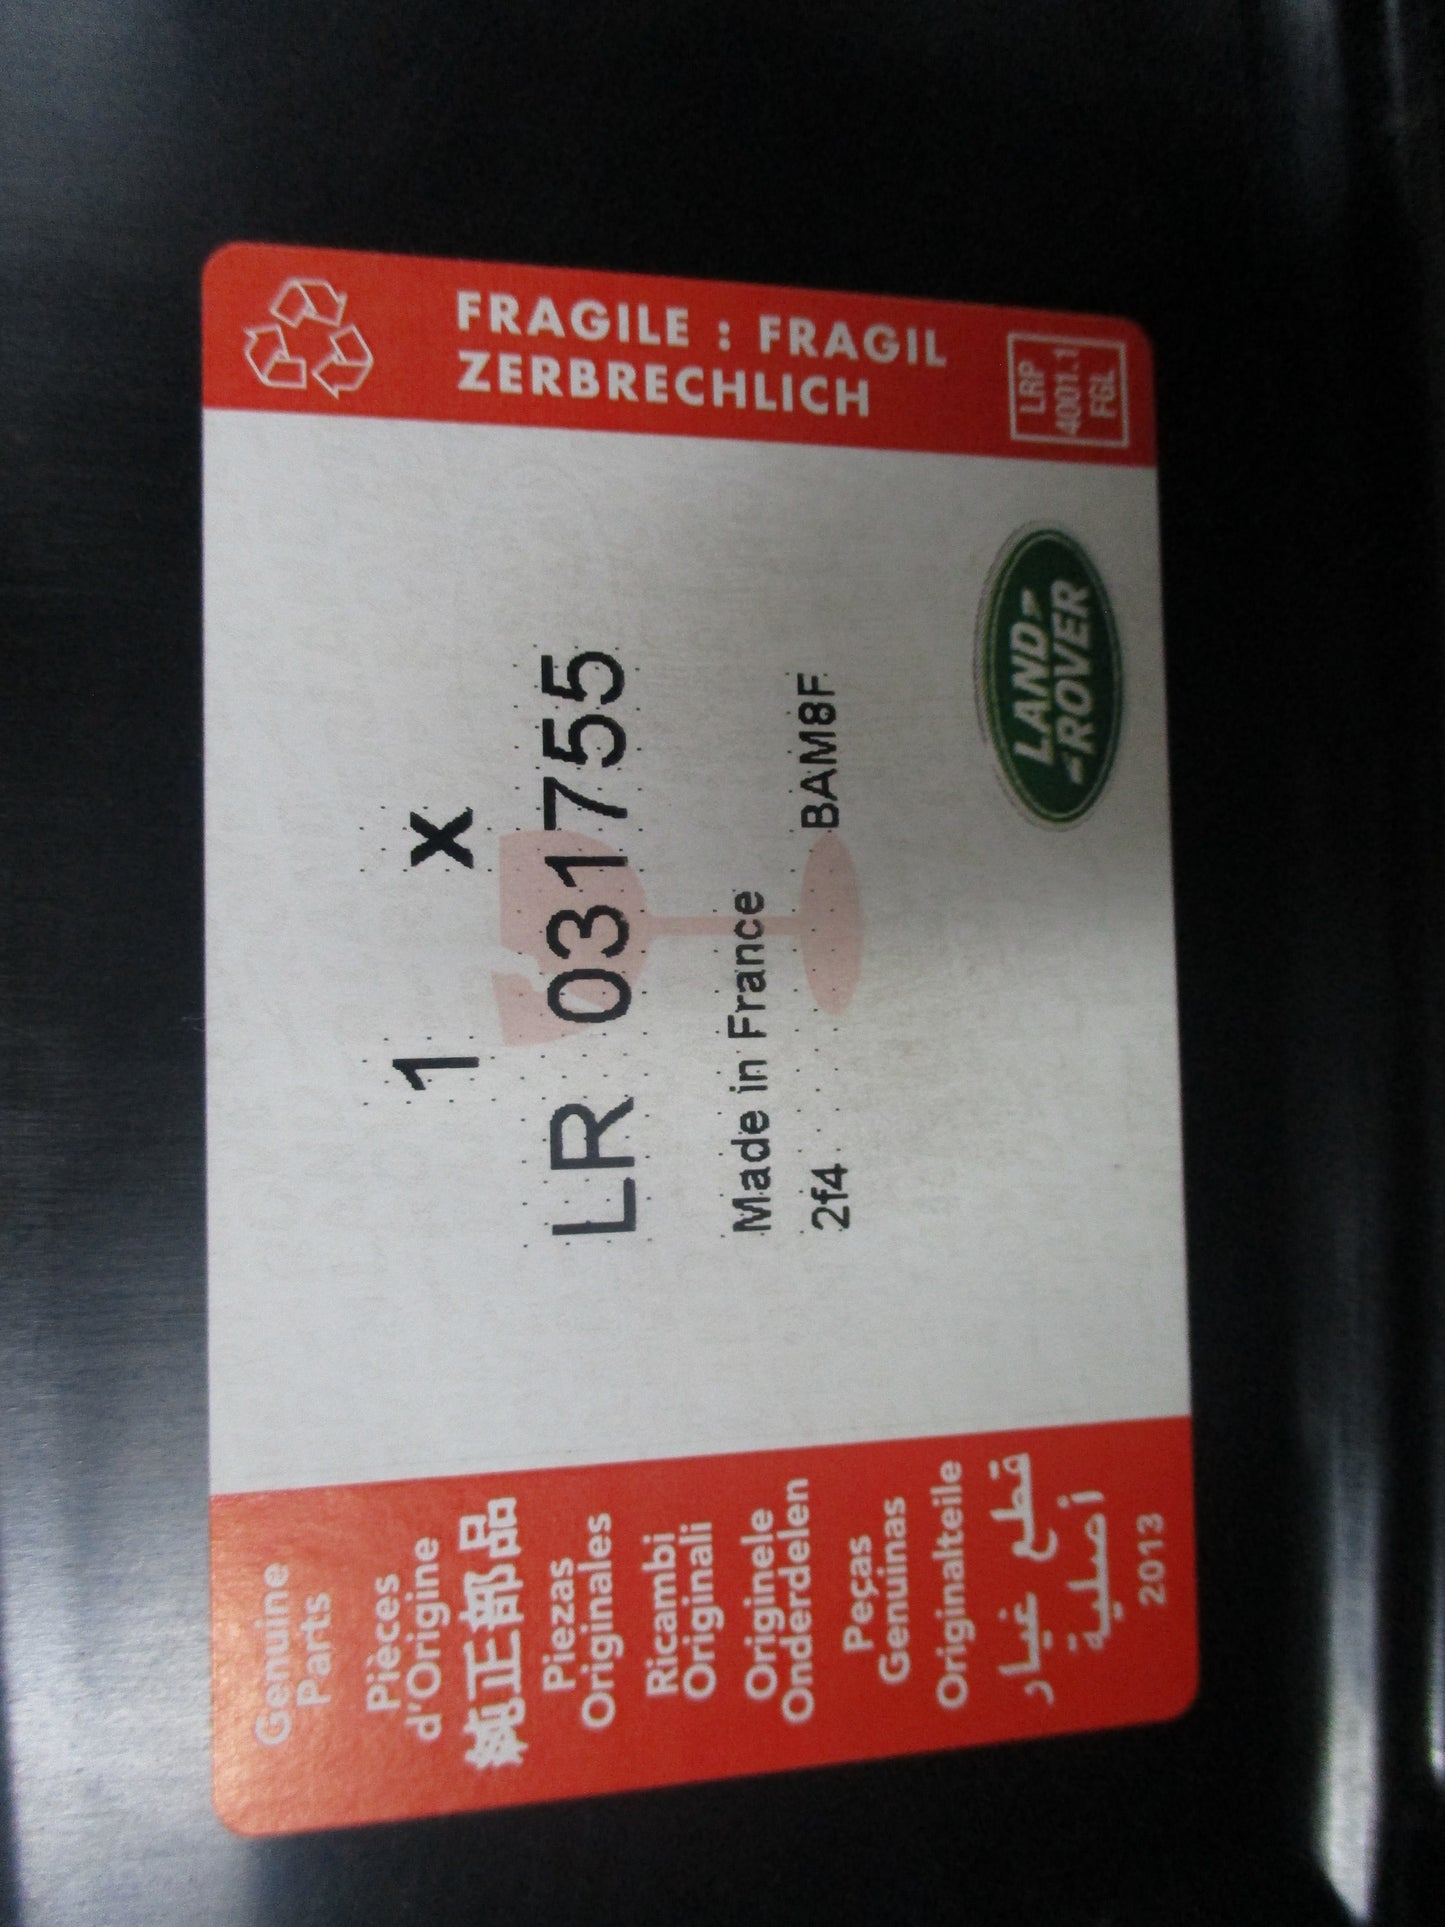 Genuine
Parts
Pièces
d'Origine
純正部品
Piezas
Originales
Ricambi
Originali
Originele
Onderdelen
Peças
Genuinas
Originalteile
قطع غيار
أصلية
2013
1 x
LR 031755
Made in France
2f4 BAM8F
LAND
ROVER
FRAGILE : FRAGIL
ZERBRECHLICH
LRP
4001.1
FGL